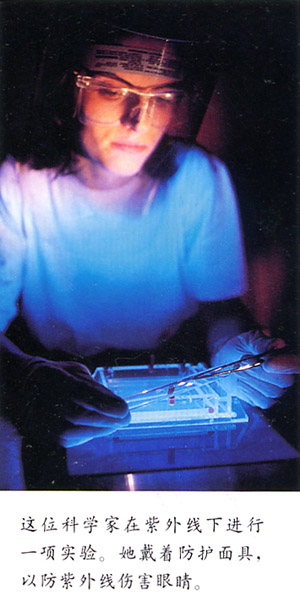 这位科学家在紫外线下进行
一项实验。她戴着防护面具，
以防紫外线伤害眼睛。